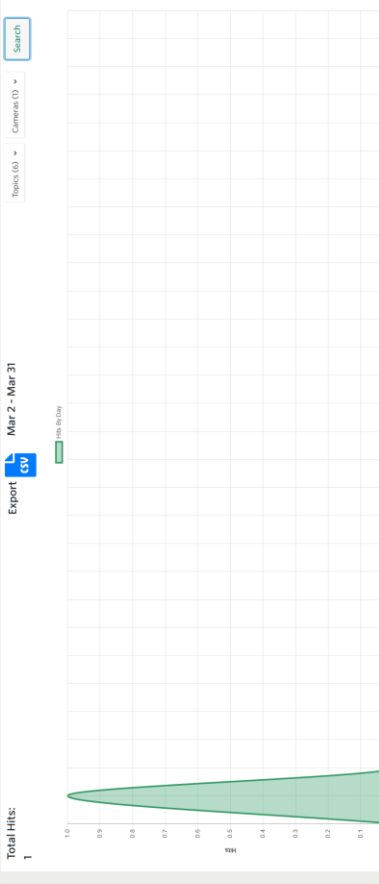 Total Hits:
1
Export
CSV
Mar 2 - Mar 31
Topics (6)
Cameras (1)
Search
Hits By Day
Hits
1.0
0.9
0.8
0.7
0.6
0.5
0.4
0.3
0.2
0.1